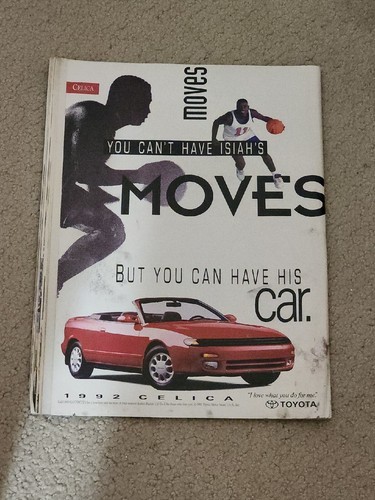 CELICA
moves
11
YOU CAN'T HAVE ISIAH'S
MOVES
BUT YOU CAN HAVE HIS
car.
1992 CELICA
"I love what you do for me."
TOYOTA